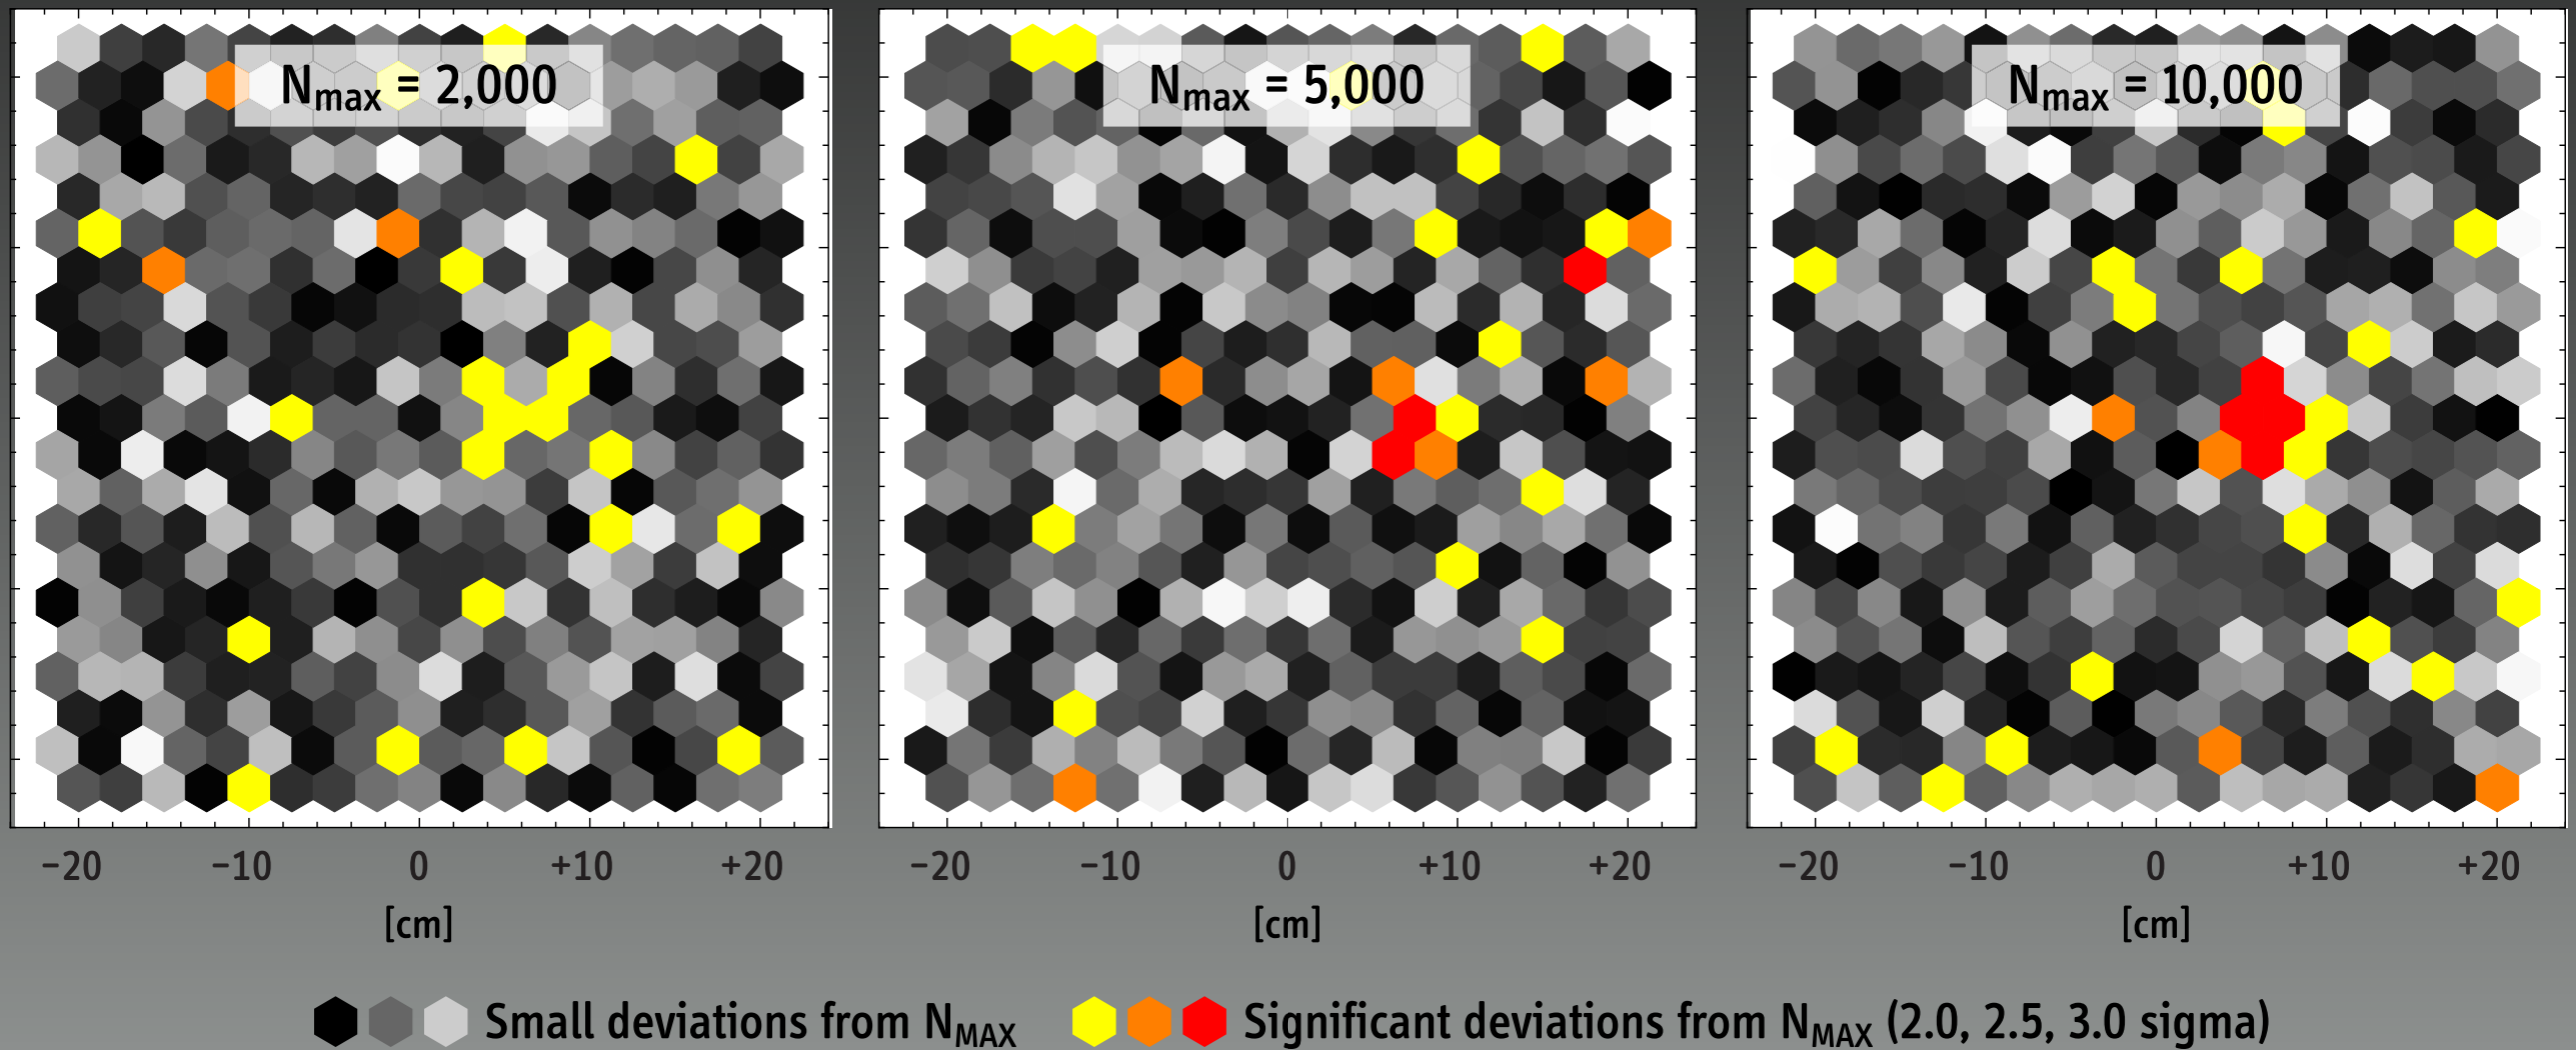 Nmax = 2,000
Nmax = 5,000
Nmax = 10,000
−20 −10 0 +10 +20
−20 −10 0 +10 +20
−20 −10 0 +10 +20
[cm]
[cm]
[cm]
Small deviations from NMAX
Significant deviations from NMAX (2.0, 2.5, 3.0 sigma)